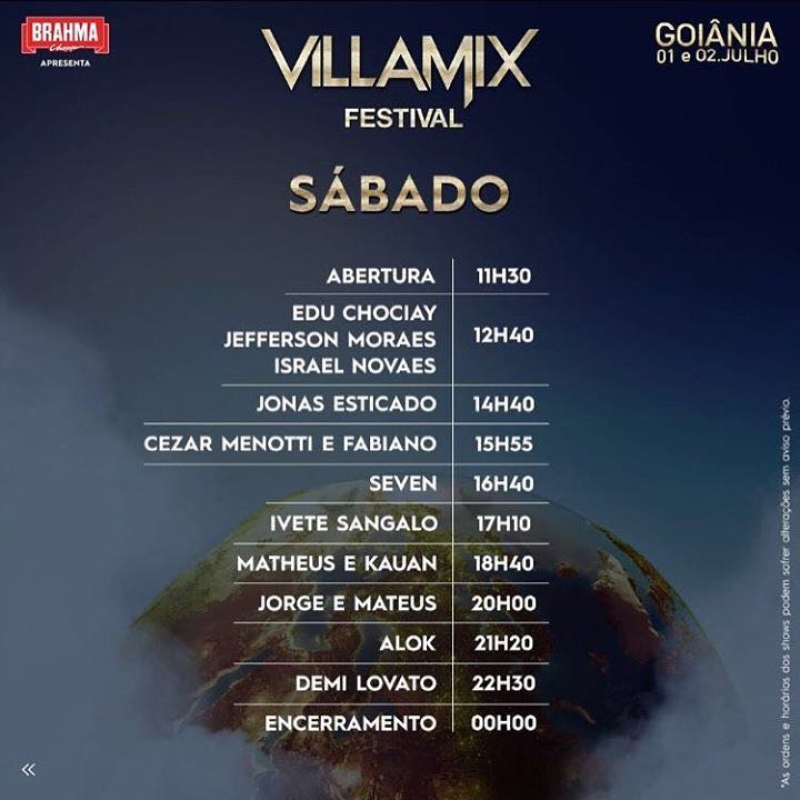 BRAHMA
Chopp
APRESENTA
VILLAMIX
FESTIVAL
GOIÂNIA
01 e 02.JULHO
SÁBADO
ABERTURA 11H30
EDU CHOCIAY
JEFFERSON MORAES 12H40
ISRAEL NOVAES
JONAS ESTICADO 14H40
CEZAR MENOTTI E FABIANO 15H55
SEVEN 16H40
IVETE SANGALO 17H10
MATHEUS E KAUAN 18H40
JORGE E MATEUS 20H00
ALOK 21H20
DEMI LOVATO 22H30
ENCERRAMENTO 00H00
*As ordens e horários dos shows podem sofrer alterações sem aviso prévio.